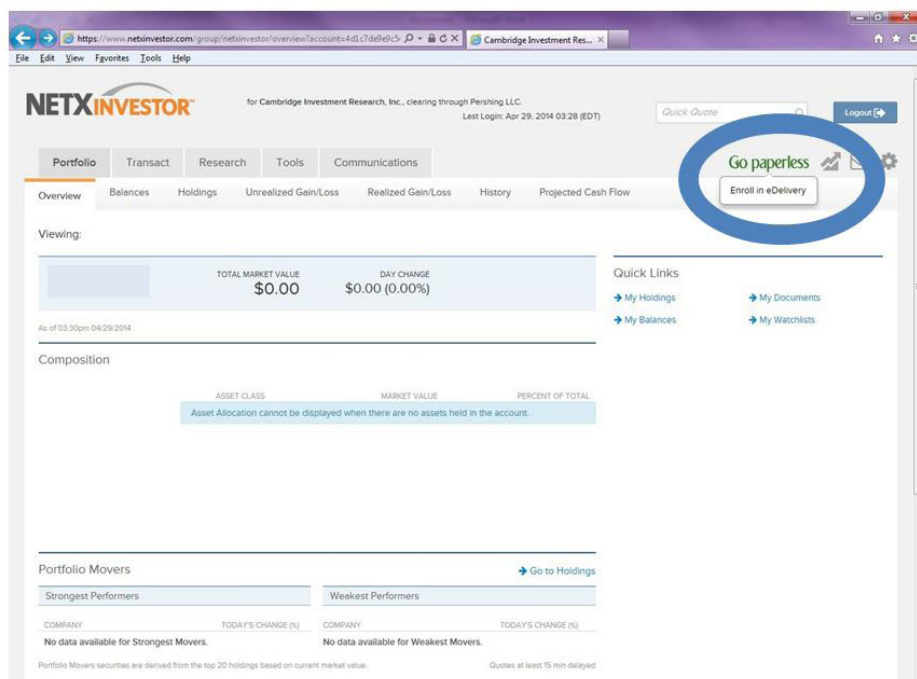 https://www.netxinvestor.com/group/netxinvestor/overview?account=4d1c7de9e9c5
Cambridge Investment Res...
File Edit View Favorites Tools Help
NETXINVESTOR
for Cambridge Investment Research, Inc., clearing through Pershing LLC.
Last Login: Apr 29, 2014 03:28 (EDT)
Quick Quote
Logout
Portfolio Transact Research Tools Communications
Go paperless
Enroll in eDelivery
Overview Balances Holdings Unrealized Gain/Loss Realized Gain/Loss History Projected Cash Flow
Viewing:
TOTAL MARKET VALUE DAY CHANGE
$0.00 $0.00 (0.00%)
As of 03:30pm 04/29/2014
Quick Links
My Holdings My Documents
My Balances My Watchlists
Composition
ASSET CLASS MARKET VALUE PERCENT OF TOTAL
Asset Allocation cannot be displayed when there are no assets held in the account.
Portfolio Movers Go to Holdings
Strongest Performers Weakest Performers
COMPANY TODAY'S CHANGE (%) COMPANY TODAY'S CHANGE (%)
No data available for Strongest Movers. No data available for Weakest Movers.
Portfolio Movers securities are derived from the top 20 holdings based on current market value. Quotes at least 15 min delayed